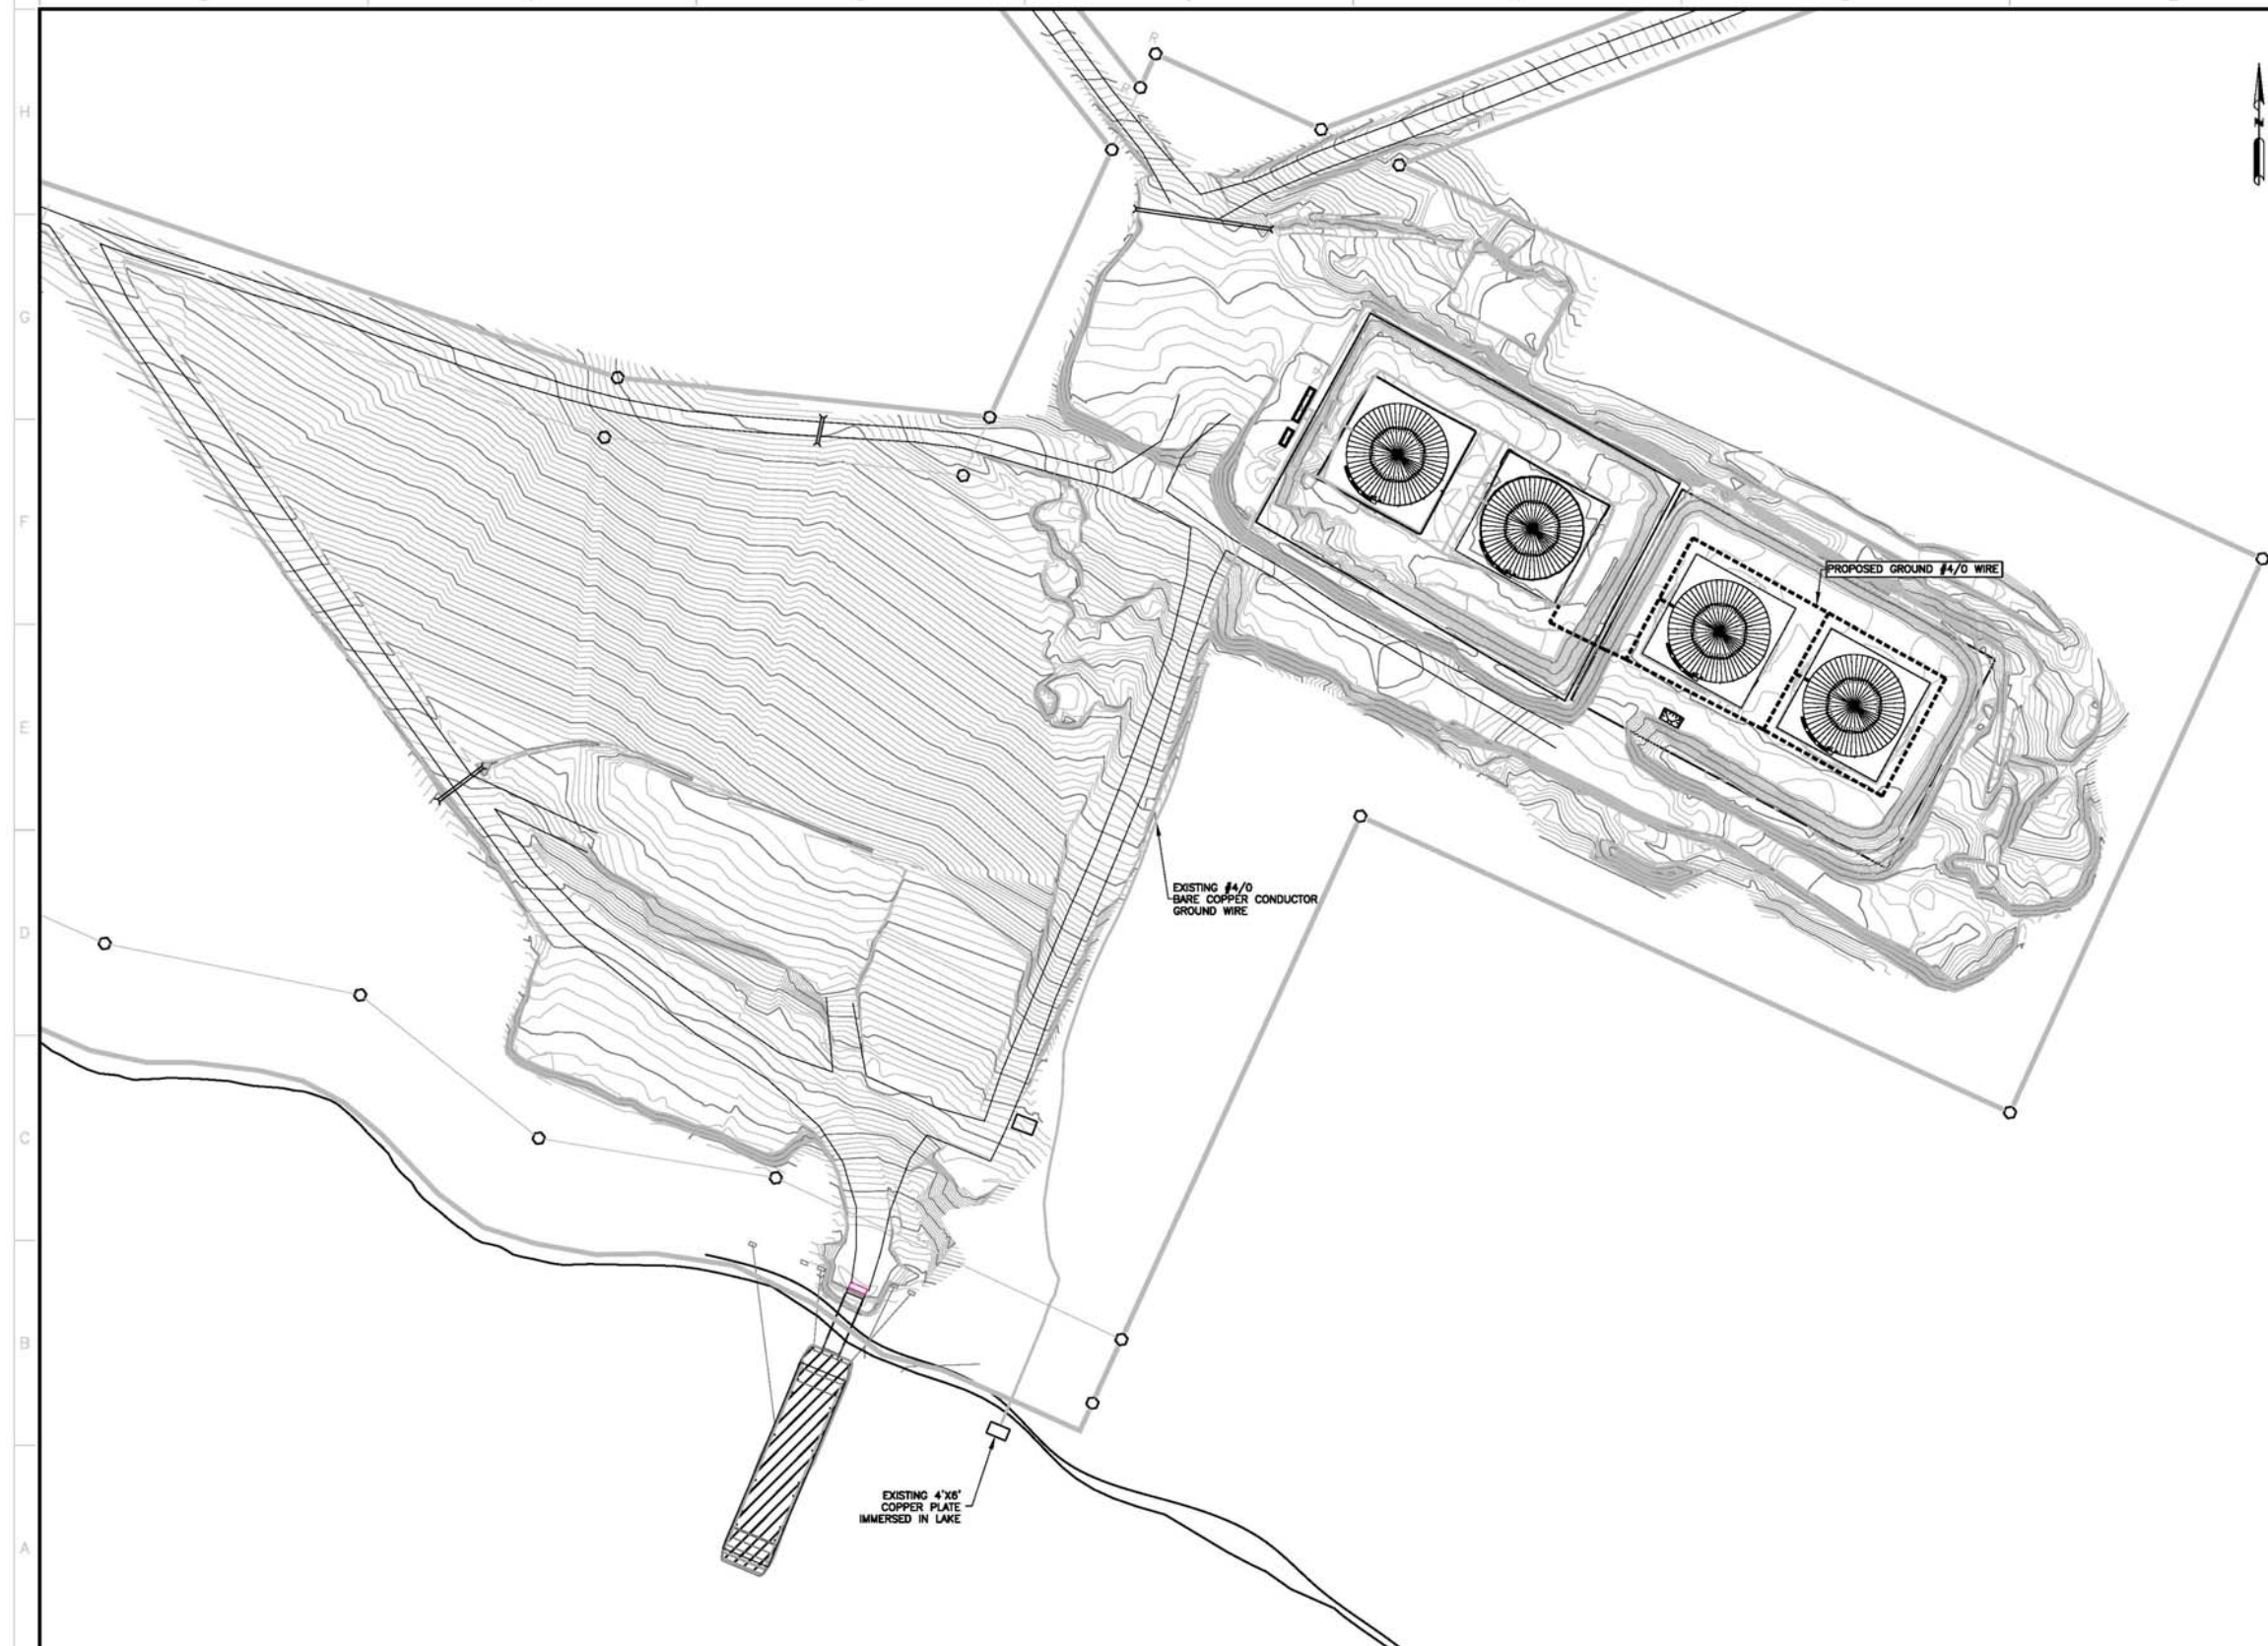 R
R
H
N
G
F
PROPOSED GROUND #4/0 WIRE
E
EXISTING #4/0
BARE COPPER CONDUCTOR
GROUND WIRE
D
C
B
EXISTING 4'X6'
COPPER PLATE
IMMERSED IN LAKE
A